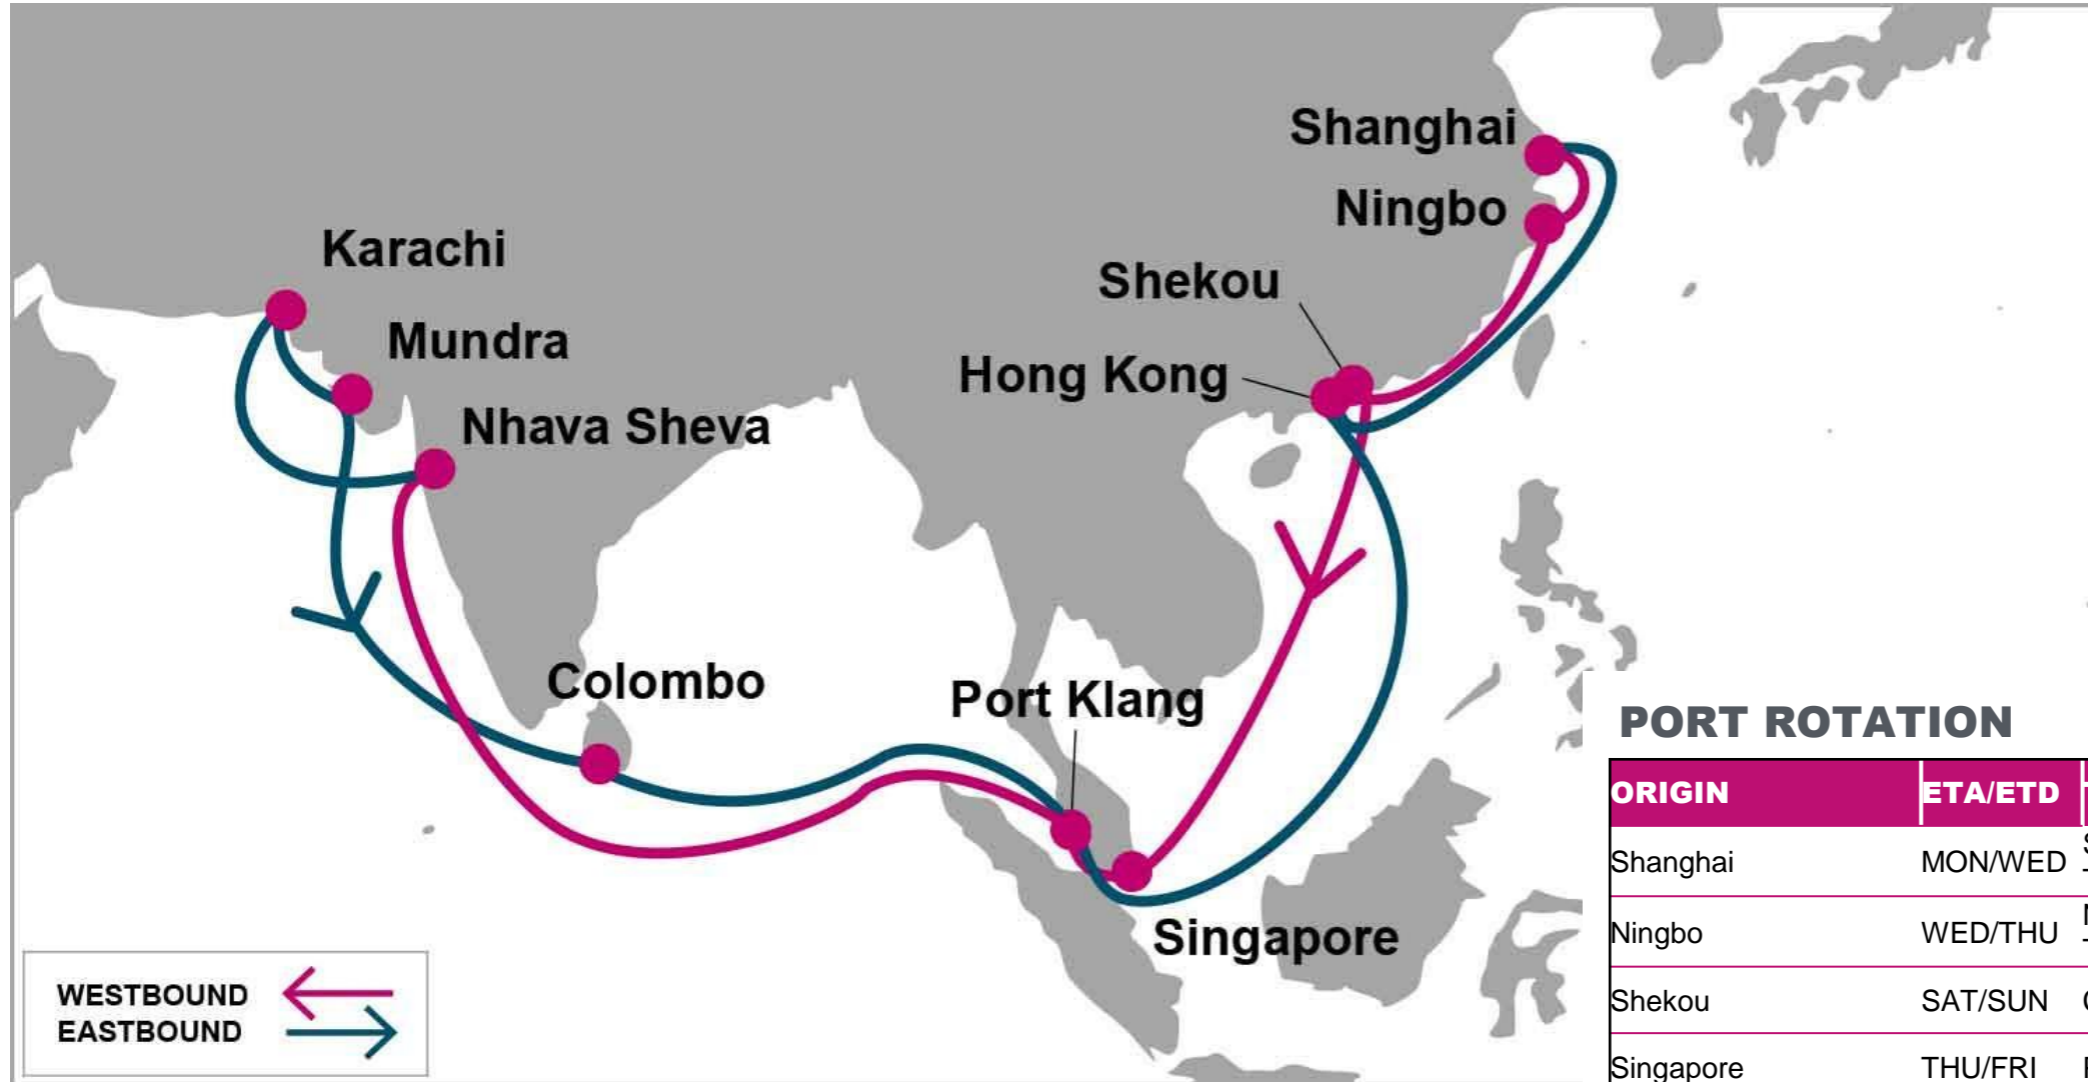 Shanghai
Ningbo
Karachi
Shekou
Mundra
Hong Kong
Nhava Sheva
Colombo
Port Klang
Singapore
WESTBOUND
EASTBOUND
PORT ROTATION
ORIGIN ETA/ETD
Shanghai MON/WED
Ningbo WED/THU
Shekou SAT/SUN
Singapore THU/FRI